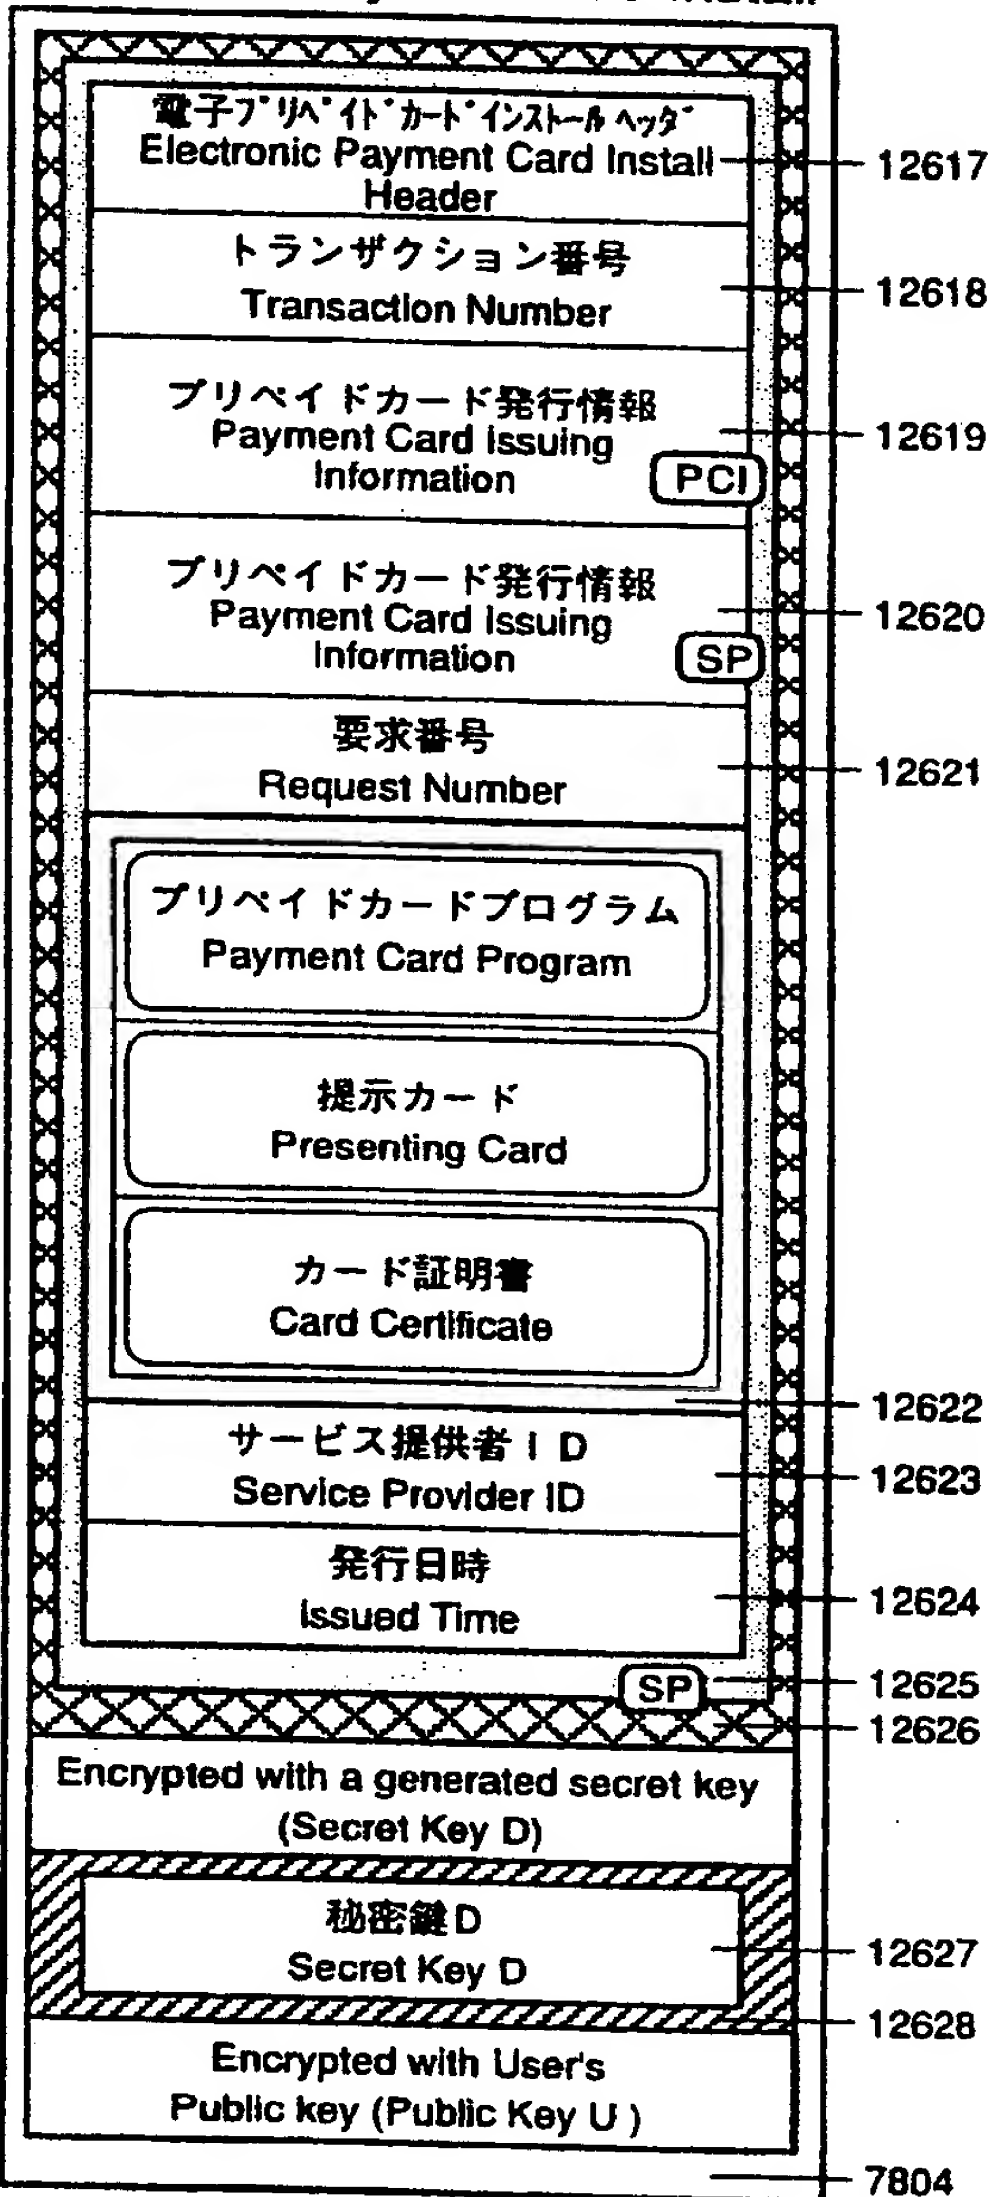 電子プリペイドカードインストールヘッダ
Electronic Payment Card Install
Header
12617
トランザクション番号
Transaction Number
12618
プリペイドカード発行情報
Payment Card Issuing
Information
PCI
12619
プリペイドカード発行情報
Payment Card Issuing
Information
SP
12620
要求番号
Request Number
12621
プリペイドカードプログラム
Payment Card Program
提示カード
Presenting Card
カード証明書
Card Certificate
12622
サービス提供者ID
Service Provider ID
12623
発行日時
Issued Time
12624
SP
12625
12626
Encrypted with a generated secret key
(Secret Key D)
秘密鍵D
Secret Key D
12627
12628
Encrypted with User's
Public key (Public Key U )
7804